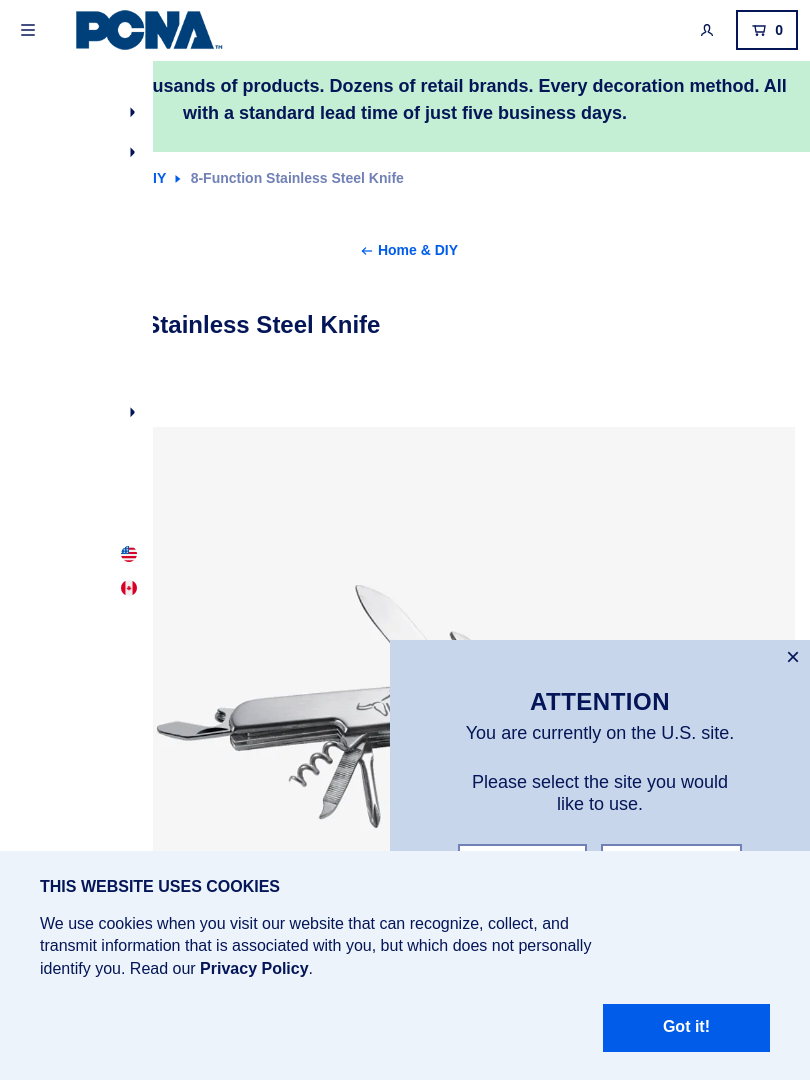 PCNA™
0
usands of products. Dozens of retail brands. Every decoration method. All
with a standard lead time of just five business days.
IY 8-Function Stainless Steel Knife
← Home & DIY
Stainless Steel Knife
×
ATTENTION
You are currently on the U.S. site.
Please select the site you would
like to use.
THIS WEBSITE USES COOKIES
We use cookies when you visit our website that can recognize, collect, and
transmit information that is associated with you, but which does not personally
identify you. Read our Privacy Policy.
Got it!